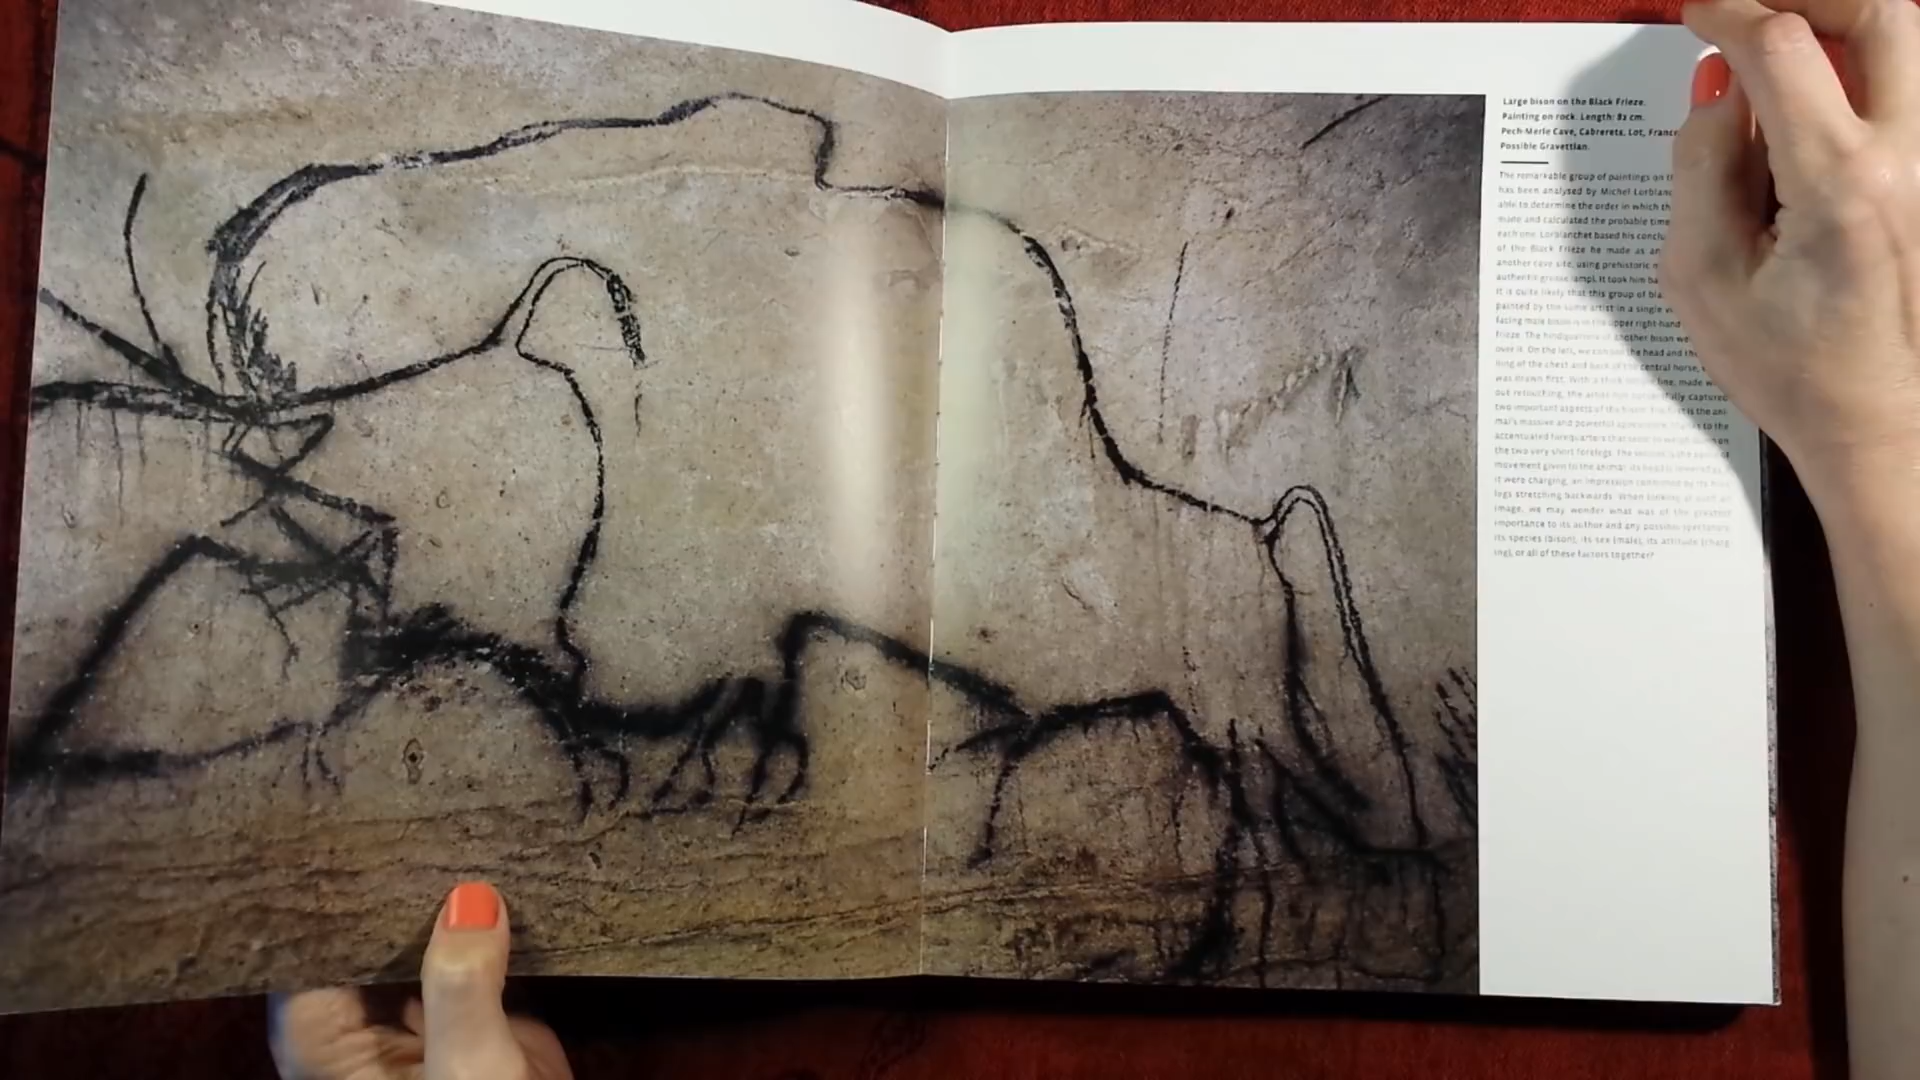 Large bison on the Black Frieze.
Painting on rock. Length: 82 cm.
Pech-Merle Cave, Cabrerets, Lot, France
Possible Gravettian.
The remarkable group of paintings on
has been analysed by Michel Lorblanc
able to determine the order in which th
made and calculated the probable time
each one. Lorblanchet based his conclu
of the Black Frieze he made as an
another cave site, using prehistoric
authentic grease lamp). It took him
It is quite likely that this group of
painted by the same artist in a single
facing male bison is in the upper right-hand
frieze. The hindquarters of another bison we
over it. On the left, we can see the head and the
ning of the chest and back of the central horse,
was drawn first. With a thick line, made
out retouching, the artist has successfully captured
two important aspects of the bison. The first is the ani-
mal's massive and powerful appearance, thanks to the
accentuated forequarters that seem to weigh down on
the two very short forelegs. The second is the
movement given to the animal: its head is lowered as
it were charging, an impression confirmed by its hind
legs stretching backwards. When looking at such an
image, we may wonder what was of the greatest
importance to its author and any possible spectators:
its species (bison), its sex (male), its attitude (charg
ing), or all of these factors together?